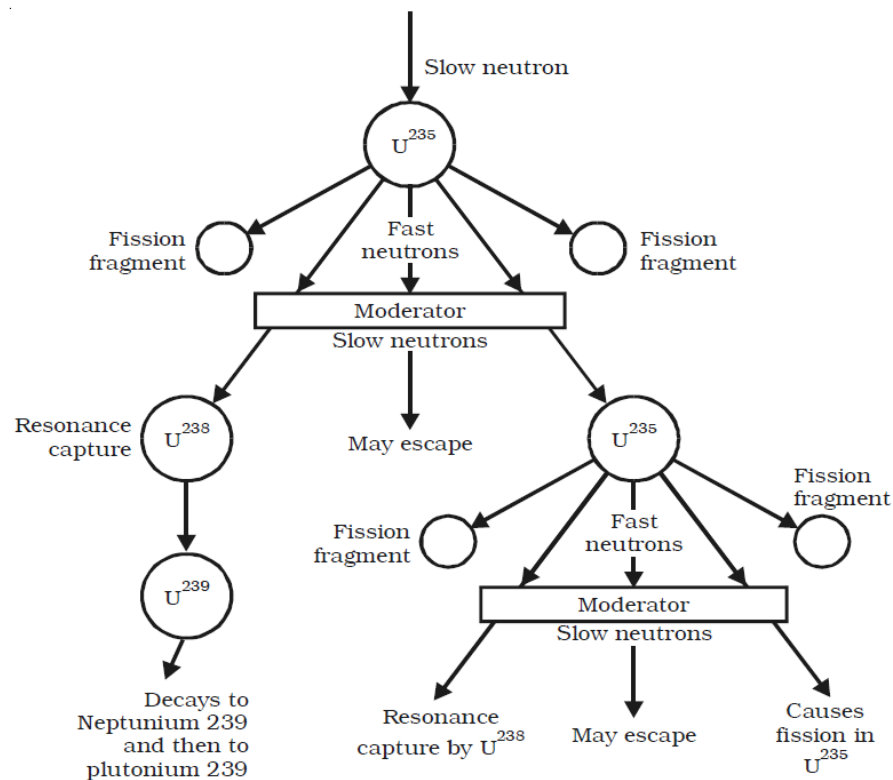 Slow neutron
U235
Fission
fragment
Fast
neutrons
Fission
fragment
Moderator
Slow neutrons
Resonance
capture
U238
May escape
U235
Fission
fragment
Fast
neutrons
Fission
fragment
U239
Moderator
Slow neutrons
Decays to
Neptunium 239
and then to
plutonium 239
Resonance
capture by U238
May escape
Causes
fission in
U235